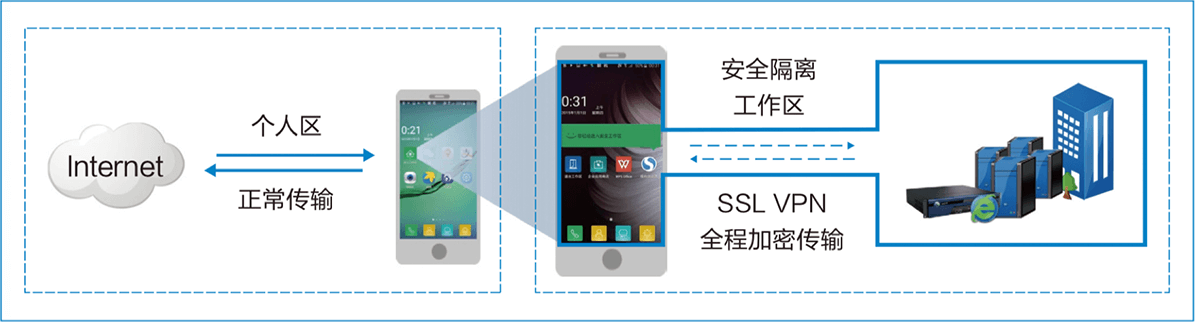 Internet
个人区
正常传输
0:21
0:31
安全隔离
工作区
SSL VPN
全程加密传输